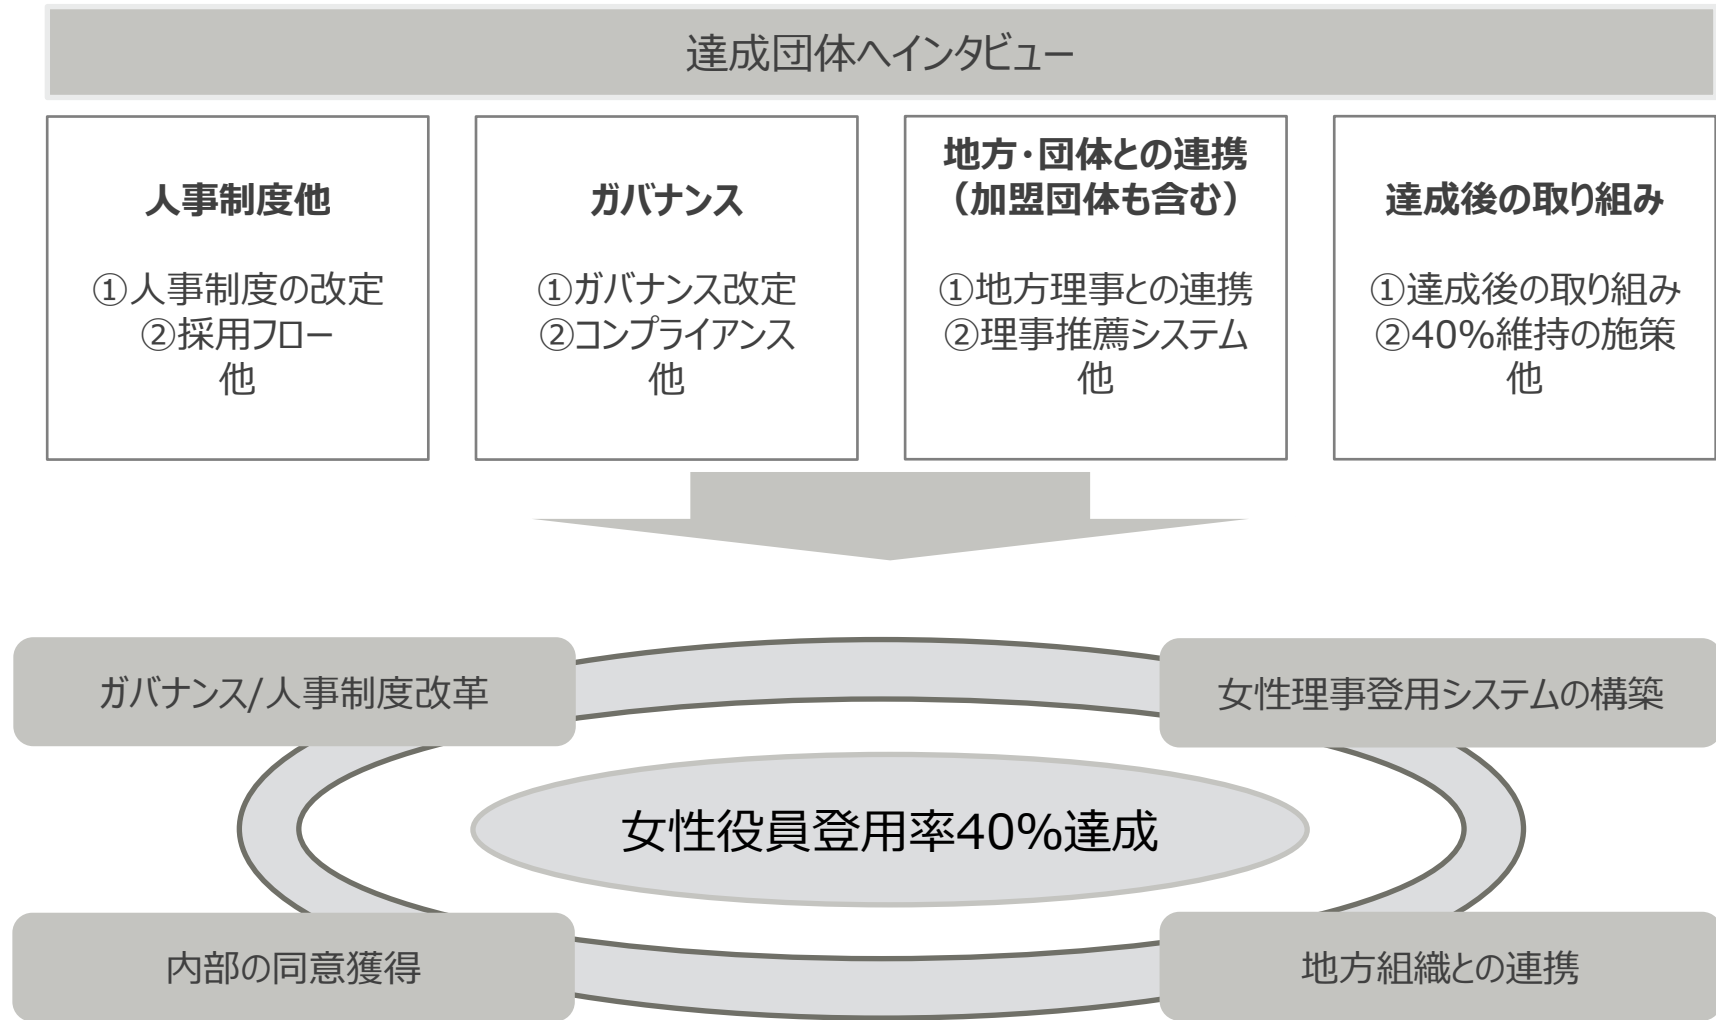 達成団体へインタビュー
人事制度他
①人事制度の改定
②採用フロー
他
ガバナンス
①ガバナンス改定
②コンプライアンス
他
地方・団体との連携
（加盟団体も含む）
①地方理事との連携
②理事推薦システム
他
達成後の取り組み
①達成後の取り組み
②40%維持の施策
他
ガバナンス/人事制度改革
女性理事登用システムの構築
女性役員登用率40%達成
内部の同意獲得
地方組織との連携